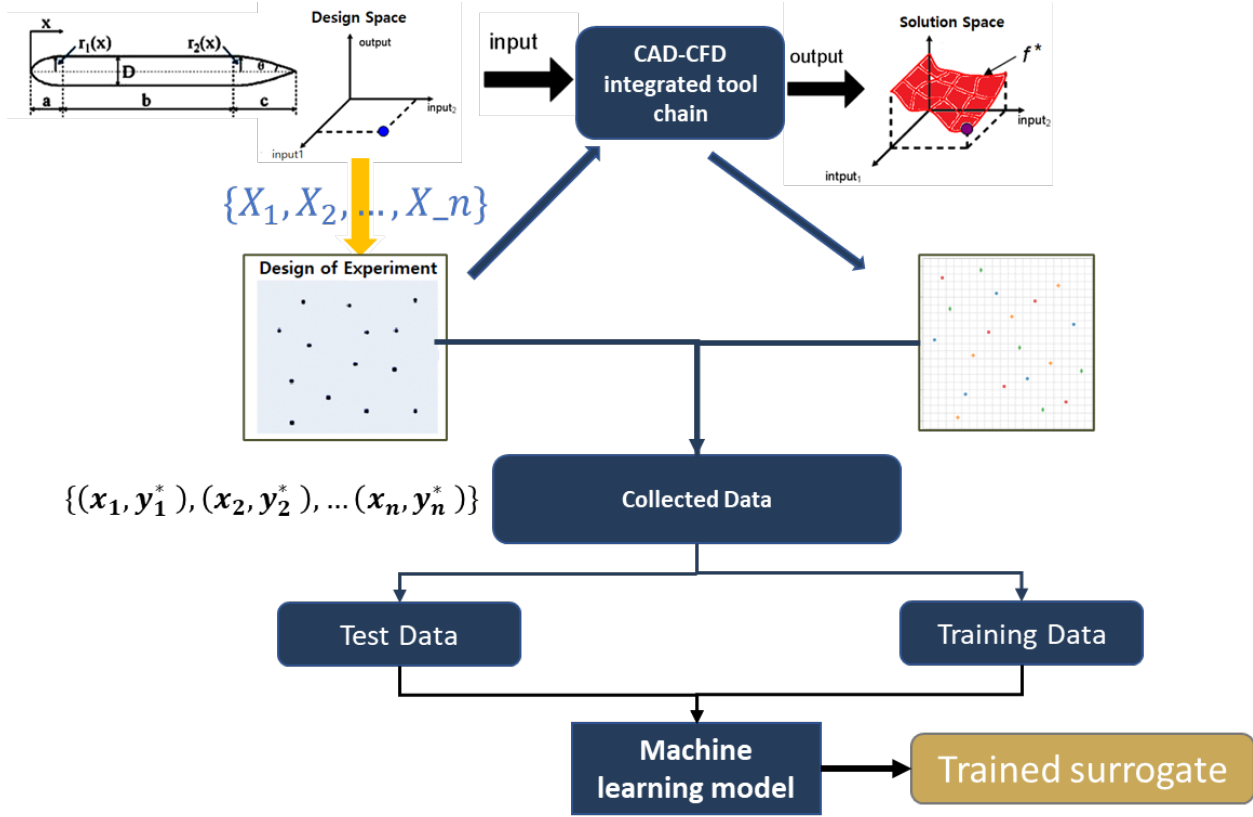 x
r₁(x)
r₂(x)
D
θ
a
b
c
Design Space
output
input₂
input1
input
CAD-CFD
integrated tool
chain
output
Solution Space
f*
input₂
intput₁
{X₁, X₂, ..., X_n}
Design of Experiment
{(x₁, y₁*), (x₂, y₂*), ... (xₙ, yₙ*)}
Collected Data
Test Data
Training Data
Machine
learning model
Trained surrogate